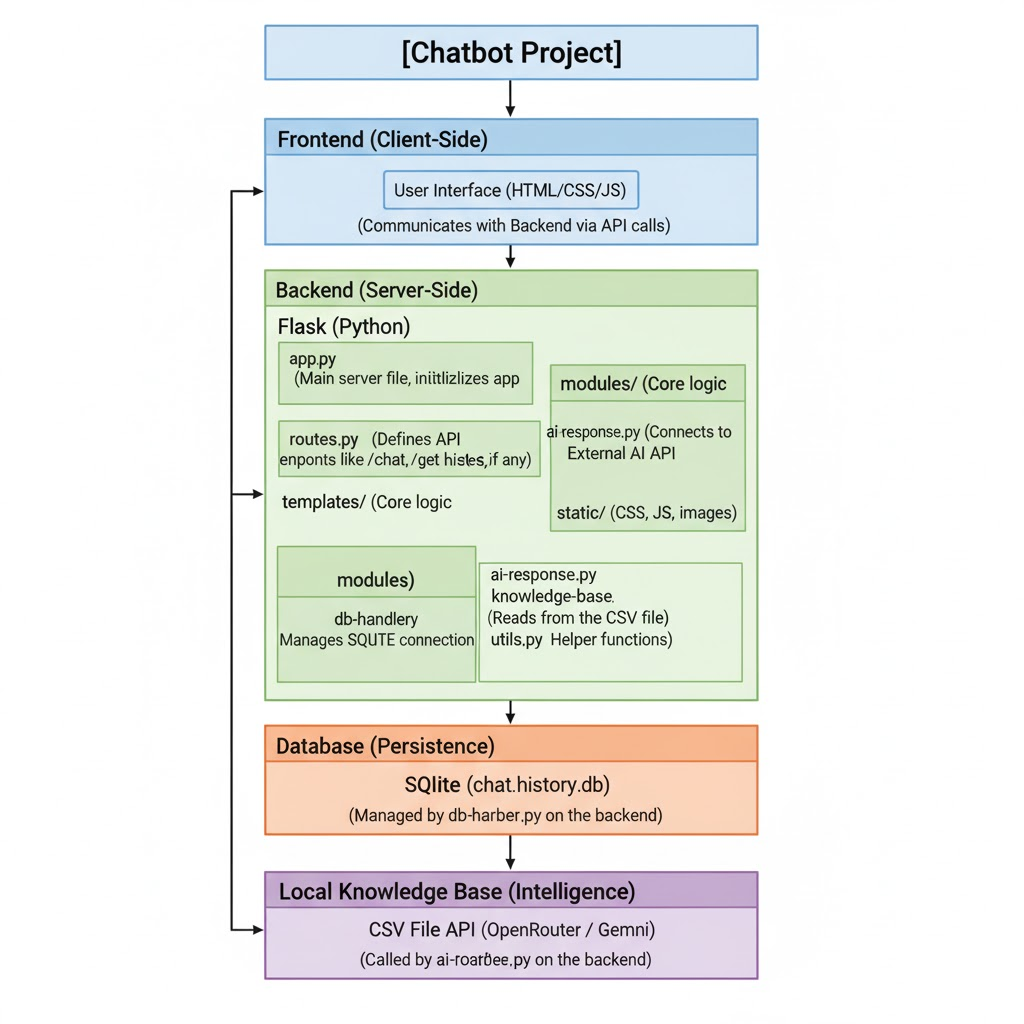 [Chatbot Project]
Frontend (Client-Side)
User Interface (HTML/CSS/JS)
(Communicates with Backend via API calls)
Backend (Server-Side)
Flask (Python)
app.py
(Main server file, iniitlizlizes app
routes.py (Defines API
enponts like /chat, /get histes, if any)
templates/ (Core logic
modules/ (Core logic
ai response.py (Connects to
External AI API
static/ (CSS, JS, images)
modules)
db-handlery
Manages SQUTE connection
ai-response.py
knowledge-base.
(Reads from the CSV file)
utils.py Helper functions)
Database (Persistence)
SQlite (chat.history.db)
(Managed by db-harber.py on the backend)
Local Knowledge Base (Intelligence)
CSV File API (OpenRouter / Gemni)
(Called by on the backend)